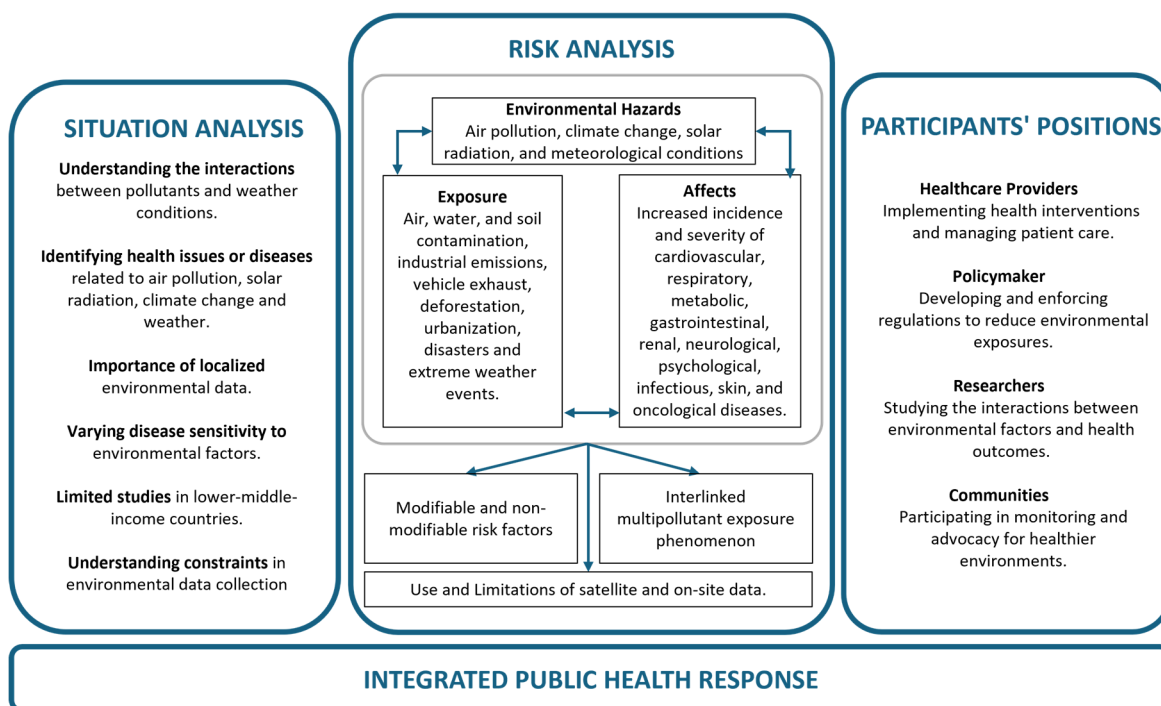 SITUATION ANALYSIS
Understanding the interactions
between pollutants and weather
conditions.
Identifying health issues or diseases
related to air pollution, solar
radiation, climate change and
weather.
Importance of localized
environmental data.
Varying disease sensitivity to
environmental factors.
Limited studies in lower-middle-
income countries.
Understanding constraints in
environmental data collection
RISK ANALYSIS
Environmental Hazards
Air pollution, climate change, solar
radiation, and meteorological conditions
Exposure
Air, water, and soil
contamination,
industrial emissions,
vehicle exhaust,
deforestation,
urbanization,
disasters and
extreme weather
events.
Affects
Increased incidence
and severity of
cardiovascular,
respiratory,
metabolic,
gastrointestinal,
renal, neurological,
psychological,
infectious, skin, and
oncological diseases.
Modifiable and non-
modifiable risk factors
Interlinked
multipollutant exposure
phenomenon
Use and Limitations of satellite and on-site data.
PARTICIPANTS' POSITIONS
Healthcare Providers
Implementing health interventions
and managing patient care.
Policymaker
Developing and enforcing
regulations to reduce environmental
exposures.
Researchers
Studying the interactions between
environmental factors and health
outcomes.
Communities
Participating in monitoring and
advocacy for healthier
environments.
INTEGRATED PUBLIC HEALTH RESPONSE